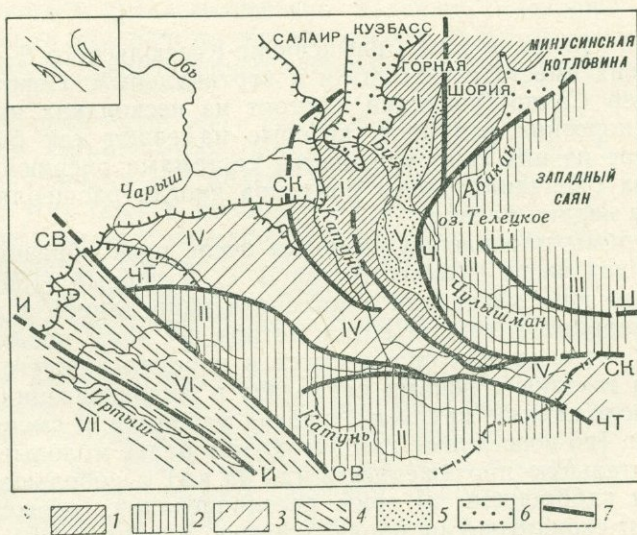 САЛАИР
КУЗБАСС
ГОРНАЯ
ШОРИЯ
МИНУСИНСКАЯ
КОТЛОВИНА
Обь
I
Бия
Абакан
ЗАПАДНЫЙ
САЯН
Чарыш
СК
I
оз. Телецкое
Катунь
V
Ч
Ш
СВ
IV
III
III
ЧТ
Чулышман
Ш
И
II
IV
IV
СК
VI
Иртыш
VII
Катунь
II
ЧТ
И
СВ
1 2 3 4 5 6 7